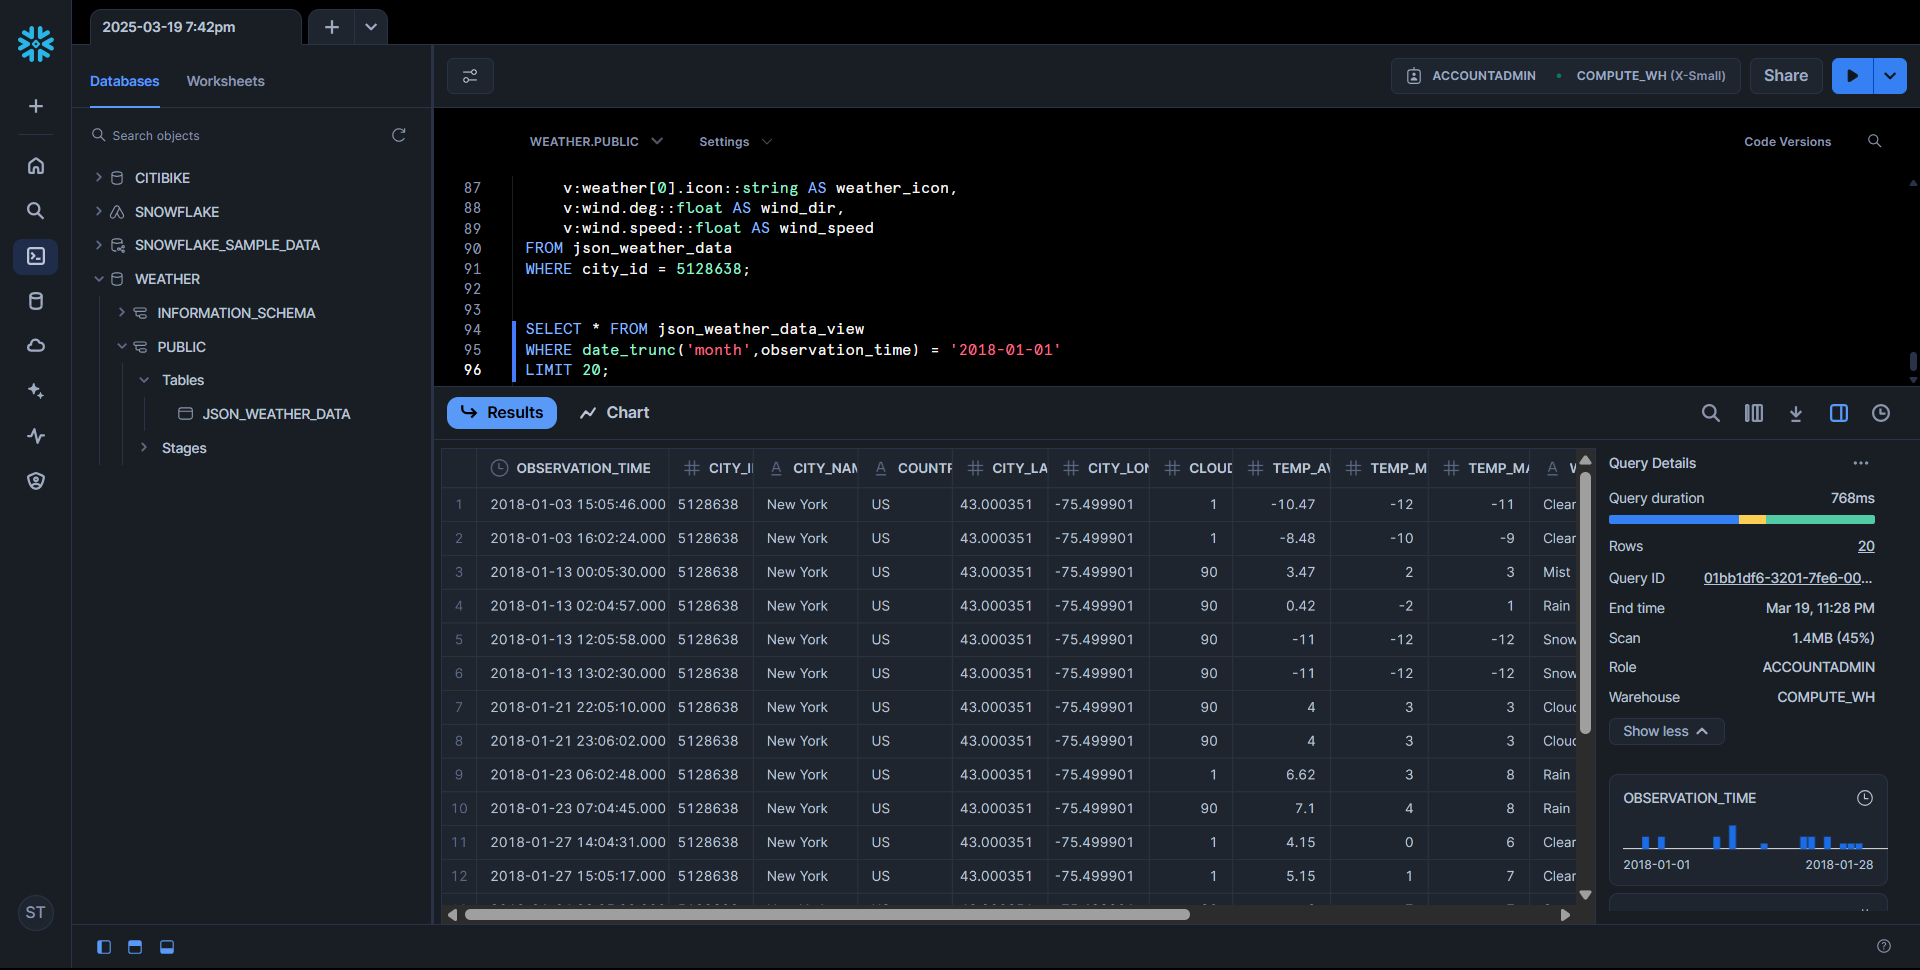 2025-03-19 7:42pm
Databases
Worksheets
Search objects
CITIBIKE
SNOWFLAKE
SNOWFLAKE_SAMPLE_DATA
WEATHER
INFORMATION_SCHEMA
PUBLIC
Tables
JSON_WEATHER_DATA
Stages
ST
ACCOUNTADMIN • COMPUTE_WH (X-Small)
Share
WEATHER.PUBLIC
Settings
Code Versions
87 v:weather[0].icon::string AS weather_icon,
88 v:wind.deg::float AS wind_dir,
89 v:wind.speed::float AS wind_speed
90 FROM json_weather_data
91 WHERE city_id = 5128638;
92
93
94 SELECT * FROM json_weather_data_view
95 WHERE date_trunc('month',observation_time) = '2018-01-01'
96 LIMIT 20;
Results
Chart
OBSERVATION_TIME # CITY_I A CITY_NAM A COUNTR # CITY_LA # CITY_LON # CLOUD # TEMP_AV # TEMP_M # TEMP_MA A
1 2018-01-03 15:05:46.000 5128638 New York US 43.000351 -75.499901 1 -10.47 -12 -11 Clear
2 2018-01-03 16:02:24.000 5128638 New York US 43.000351 -75.499901 1 -8.48 -10 -9 Clear
3 2018-01-13 00:05:30.000 5128638 New York US 43.000351 -75.499901 90 3.47 2 3 Mist
4 2018-01-13 02:04:57.000 5128638 New York US 43.000351 -75.499901 90 0.42 -2 1 Rain
5 2018-01-13 12:05:58.000 5128638 New York US 43.000351 -75.499901 90 -11 -12 -12 Snow
6 2018-01-13 13:02:30.000 5128638 New York US 43.000351 -75.499901 90 -11 -12 -12 Snow
7 2018-01-21 22:05:10.000 5128638 New York US 43.000351 -75.499901 90 4 3 3 Clouc
8 2018-01-21 23:06:02.000 5128638 New York US 43.000351 -75.499901 90 4 3 3 Clouc
9 2018-01-23 06:02:48.000 5128638 New York US 43.000351 -75.499901 1 6.62 3 8 Rain
10 2018-01-23 07:04:45.000 5128638 New York US 43.000351 -75.499901 90 7.1 4 8 Rain
11 2018-01-27 14:04:31.000 5128638 New York US 43.000351 -75.499901 1 4.15 0 6 Clear
12 2018-01-27 15:05:17.000 5128638 New York US 43.000351 -75.499901 1 5.15 1 7 Clear
Query Details ...
Query duration 768ms
Rows 20
Query ID 01bb1df6-3201-7fe6-00...
End time Mar 19, 11:28 PM
Scan 1.4MB (45%)
Role ACCOUNTADMIN
Warehouse COMPUTE_WH
Show less
OBSERVATION_TIME
2018-01-01 2018-01-28